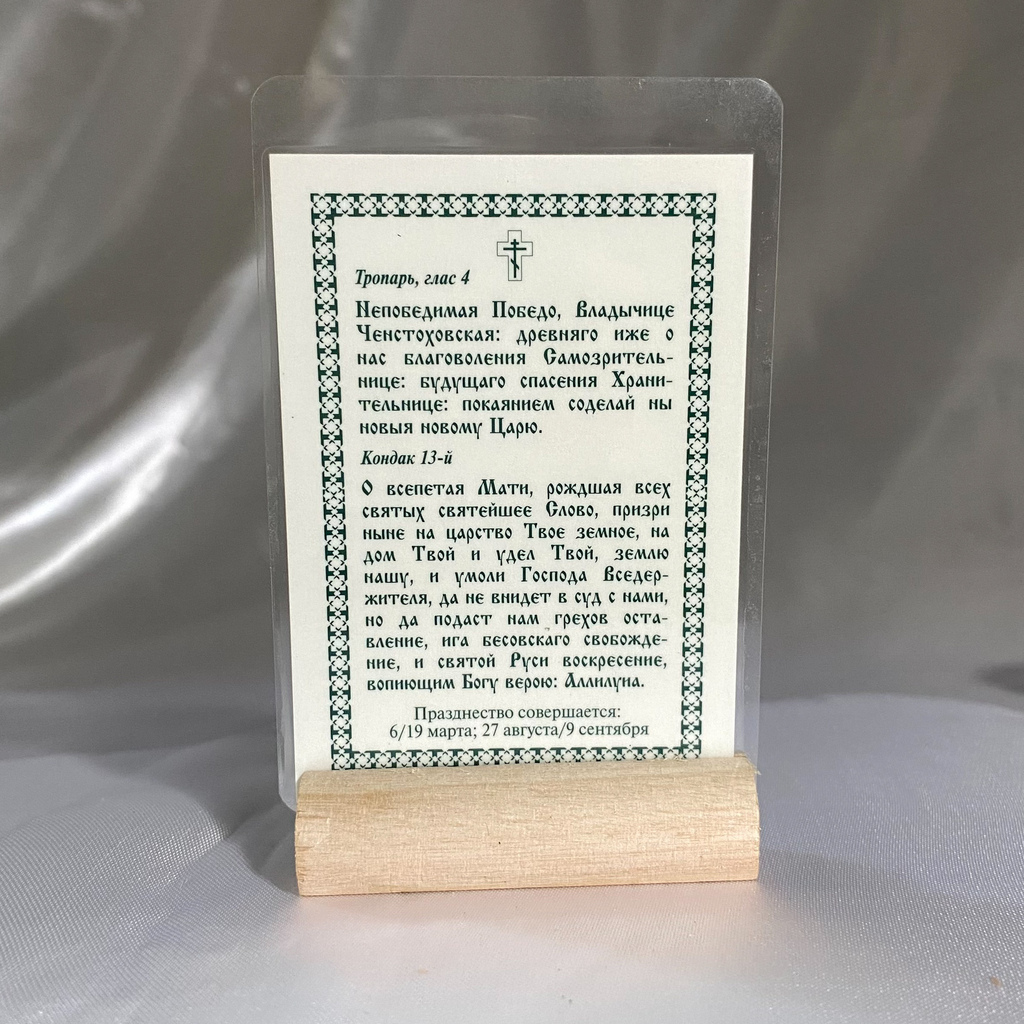 Тропарь, глас 4
Непобедимая Победо, Владычице
Ченстоховская: древняго иже о
нас благоволения Самозритель-
нице: будущаго спасения Храни-
тельнице: покаянием соделай ны
новыя новому Царю.
Кондак 13-й
О всепетая Мати, рождшая всех
святых святейшее Слово, призри
ныне на царство Твое земное, на
дом Твой и удел Твой, землю
нашу, и умоли Господа Вседер-
жителя, да не внидет в суд с нами,
но да подаст нам грехов оста-
вление, ига бесовскаго свобожде-
ние, и святой Руси воскресение,
вопиющим Богу верою: Аллилуиа.
Празднество совершается:
6/19 марта; 27 августа/9 сентября